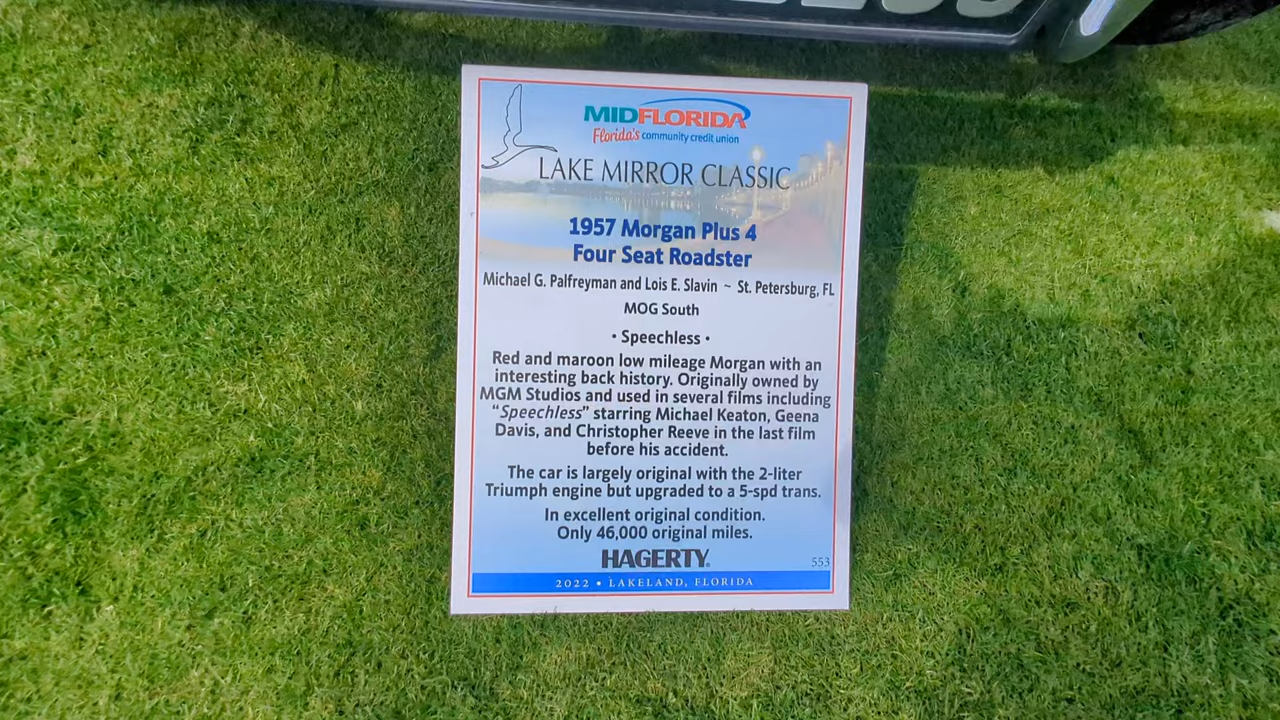 MIDFLORIDA
Florida's community credit union
LAKE MIRROR CLASSIC
1957 Morgan Plus 4
Four Seat Roadster
Michael G. Palfreyman and Lois E. Slavin ~ St. Petersburg, FL
MOG South
• Speechless •
Red and maroon low mileage Morgan with an
interesting back history. Originally owned by
MGM Studios and used in several films including
“Speechless” starring Michael Keaton, Geena
Davis, and Christopher Reeve in the last film
before his accident.
The car is largely original with the 2-liter
Triumph engine but upgraded to a 5-spd trans.
In excellent original condition.
Only 46,000 original miles.
HAGERTY®
553
2022 • LAKELAND, FLORIDA